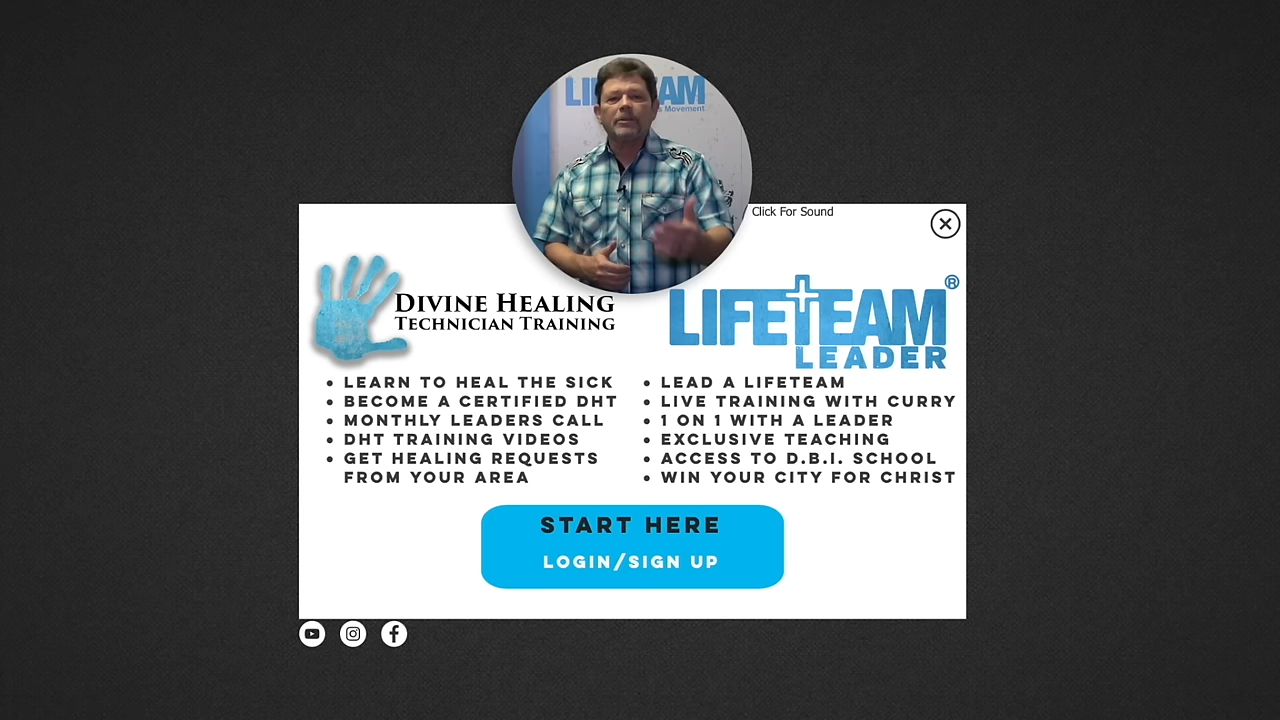 LIFETEAM
s Movement
Click For Sound
DIVINE HEALING
TECHNICIAN TRAINING
• LEARN TO HEAL THE SICK
• BECOME A CERTIFIED DHT
• MONTHLY LEADERS CALL
• DHT TRAINING VIDEOS
• GET HEALING REQUESTS
FROM YOUR AREA
LIFETEAM®
LEADER
• LEAD A LIFETEAM
• LIVE TRAINING WITH CURRY
• 1 ON 1 WITH A LEADER
• EXCLUSIVE TEACHING
• ACCESS TO D.B.I. SCHOOL
• WIN YOUR CITY FOR CHRIST
START HERE
LOGIN/SIGN UP